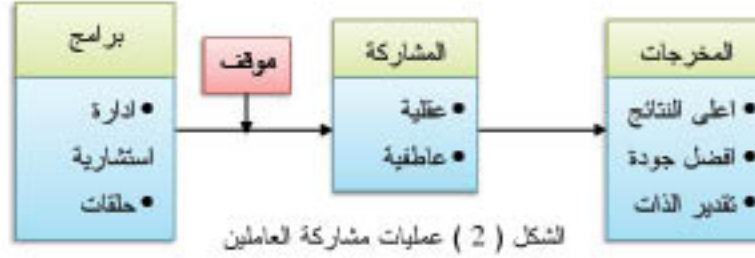 برامج
• ادارة
استشارية
• حلقات
موقف
المشاركة
• عقلية
• عاطفية
المخرجات
• اعلى النتائج
• افضل جودة
• تقدير الذات
الشكل ( 2 ) عمليات مشاركة العاملين